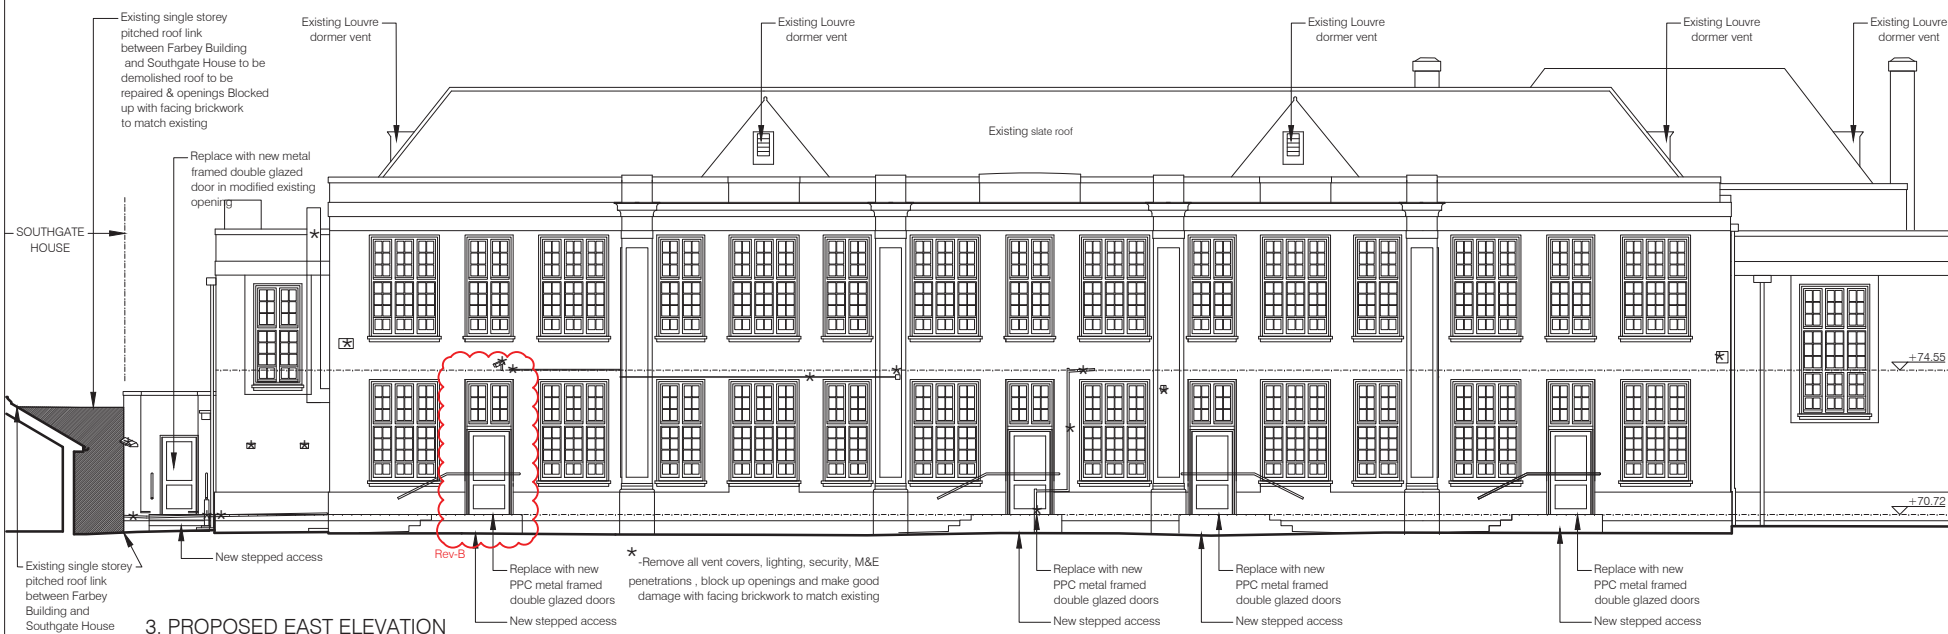 Existing single storey
pitched roof link
between Farbey Building
and Southgate House to be
demolished roof to be
repaired & openings Blocked
up with facing brickwork
to match existing
Existing Louvre
dormer vent
Existing Louvre
dormer vent
Existing Louvre
dormer vent
Existing Louvre
dormer vent
Existing Louvre
dormer vent
Existing slate roof
Replace with new metal
framed double glazed
door in modified existing
opening
SOUTHGATE
HOUSE
+74.55
+70.72
Rev-B
New stepped access
Existing single storey
pitched roof link
between Farbey
Building and
Southgate House
* -Remove all vent covers, lighting, security, M&E
penetrations , block up openings and make good
damage with facing brickwork to match existing
Replace with new
PPC metal framed
double glazed doors
New stepped access
Replace with new
PPC metal framed
double glazed doors
New stepped access
Replace with new
PPC metal framed
double glazed doors
New stepped access
Replace with new
PPC metal framed
double glazed doors
New stepped access
3. PROPOSED EAST ELEVATION